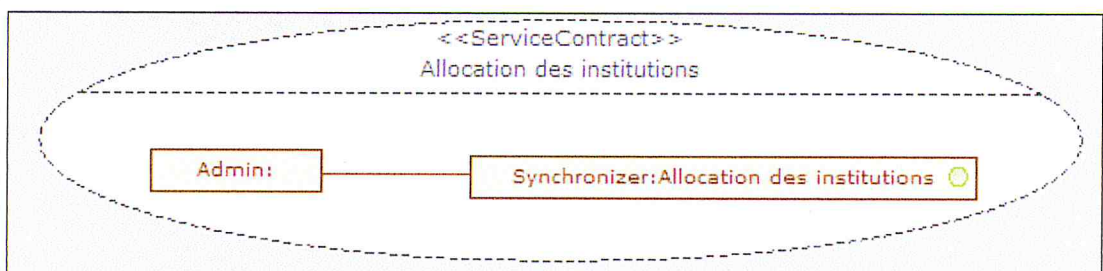 <<ServiceContract>>
Allocation des institutions
Admin:
Synchronizer:Allocation des institutions